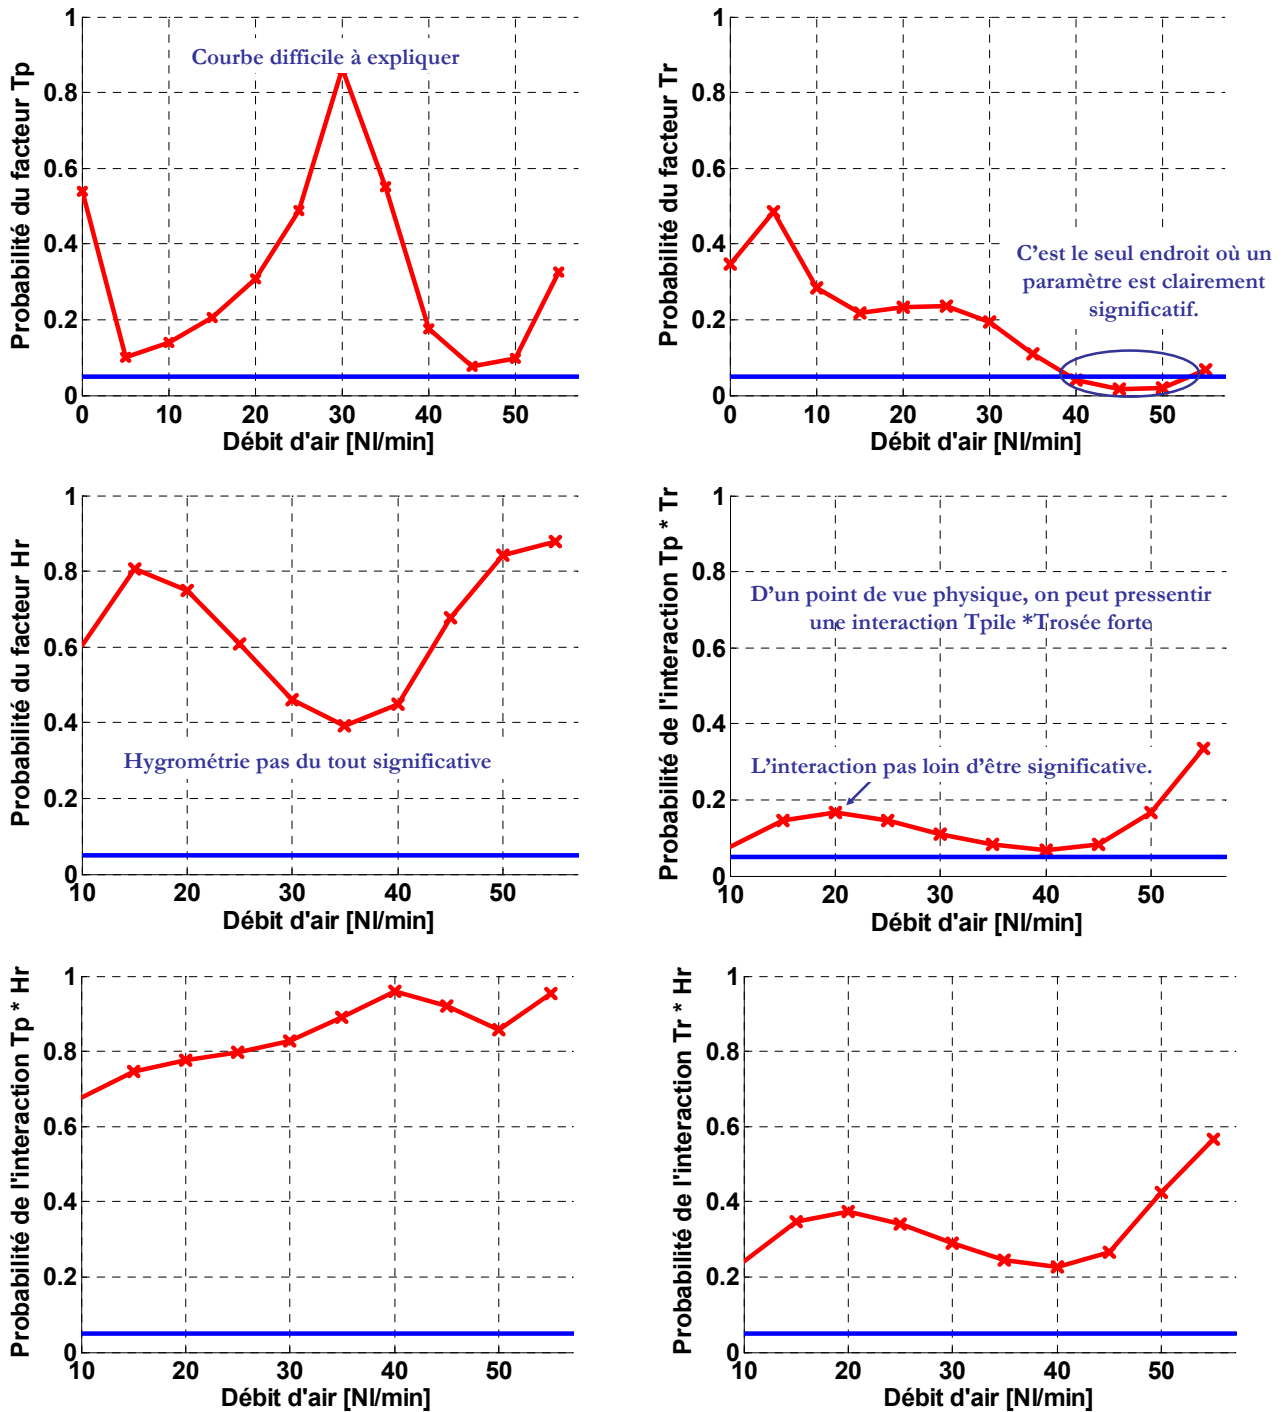 Probabilité du facteur Tp
1
0.8
0.6
0.4
0.2
0
Courbe difficile à expliquer
0 10 20 30 40 50
Débit d'air [Nl/min]
Probabilité du facteur Tr
1
0.8
0.6
0.4
0.2
0
C'est le seul endroit où un
paramètre est clairement
significatif.
0 10 20 30 40 50
Débit d'air [Nl/min]
Probabilité du facteur Hr
1
0.8
0.6
0.4
0.2
0
Hygrométrie pas du tout significative
10 20 30 40 50
Débit d'air [Nl/min]
Probabilité de l'interaction Tp * Tr
1
0.8
0.6
0.4
0.2
0
D'un point de vue physique, on peut pressentir
une interaction Tpile *Trosée forte
L'interaction pas loin d'être significative.
10 20 30 40 50
Débit d'air [Nl/min]
Probabilité de l'interaction Tp * Hr
1
0.8
0.6
0.4
0.2
0
10 20 30 40 50
Débit d'air [Nl/min]
Probabilité de l'interaction Tr * Hr
1
0.8
0.6
0.4
0.2
0
10 20 30 40 50
Débit d'air [Nl/min]